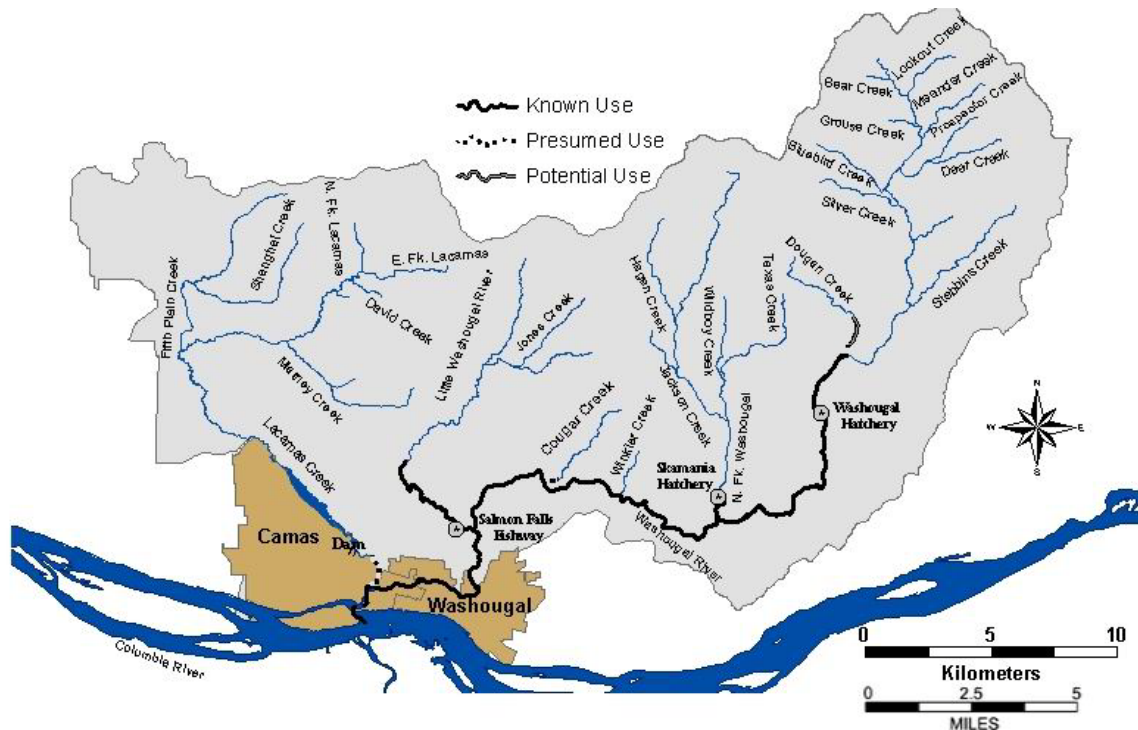 Lookout Creek
Bear Creek
Meander Creek
Prospector Creek
Grouse Creek
Bluebird Creek
Deer Creek
Silver Creek
Known Use
Presumed Use
Potential Use
Shanghai Creek
N. Fk. Lacamas
E. Fk. Lacamas
Fifth Plain Creek
David Creek
Little Washougal River
Jones Creek
Hagen Creek
Wildboy Creek
Texas Creek
Dougan Creek
Stebbins Creek
Matney Creek
Jackson Creek
Cougar Creek
Winkler Creek
N. Fk. Washougal
Washougal
Hatchery
N
W
E
S
Lacamas Creek
Skamania
Hatchery
Salmon Falls
Fishway
Washougal River
Camas
Dam
Washougal
Columbia River
0
5
10
Kilometers
0
2.5
5
MILES